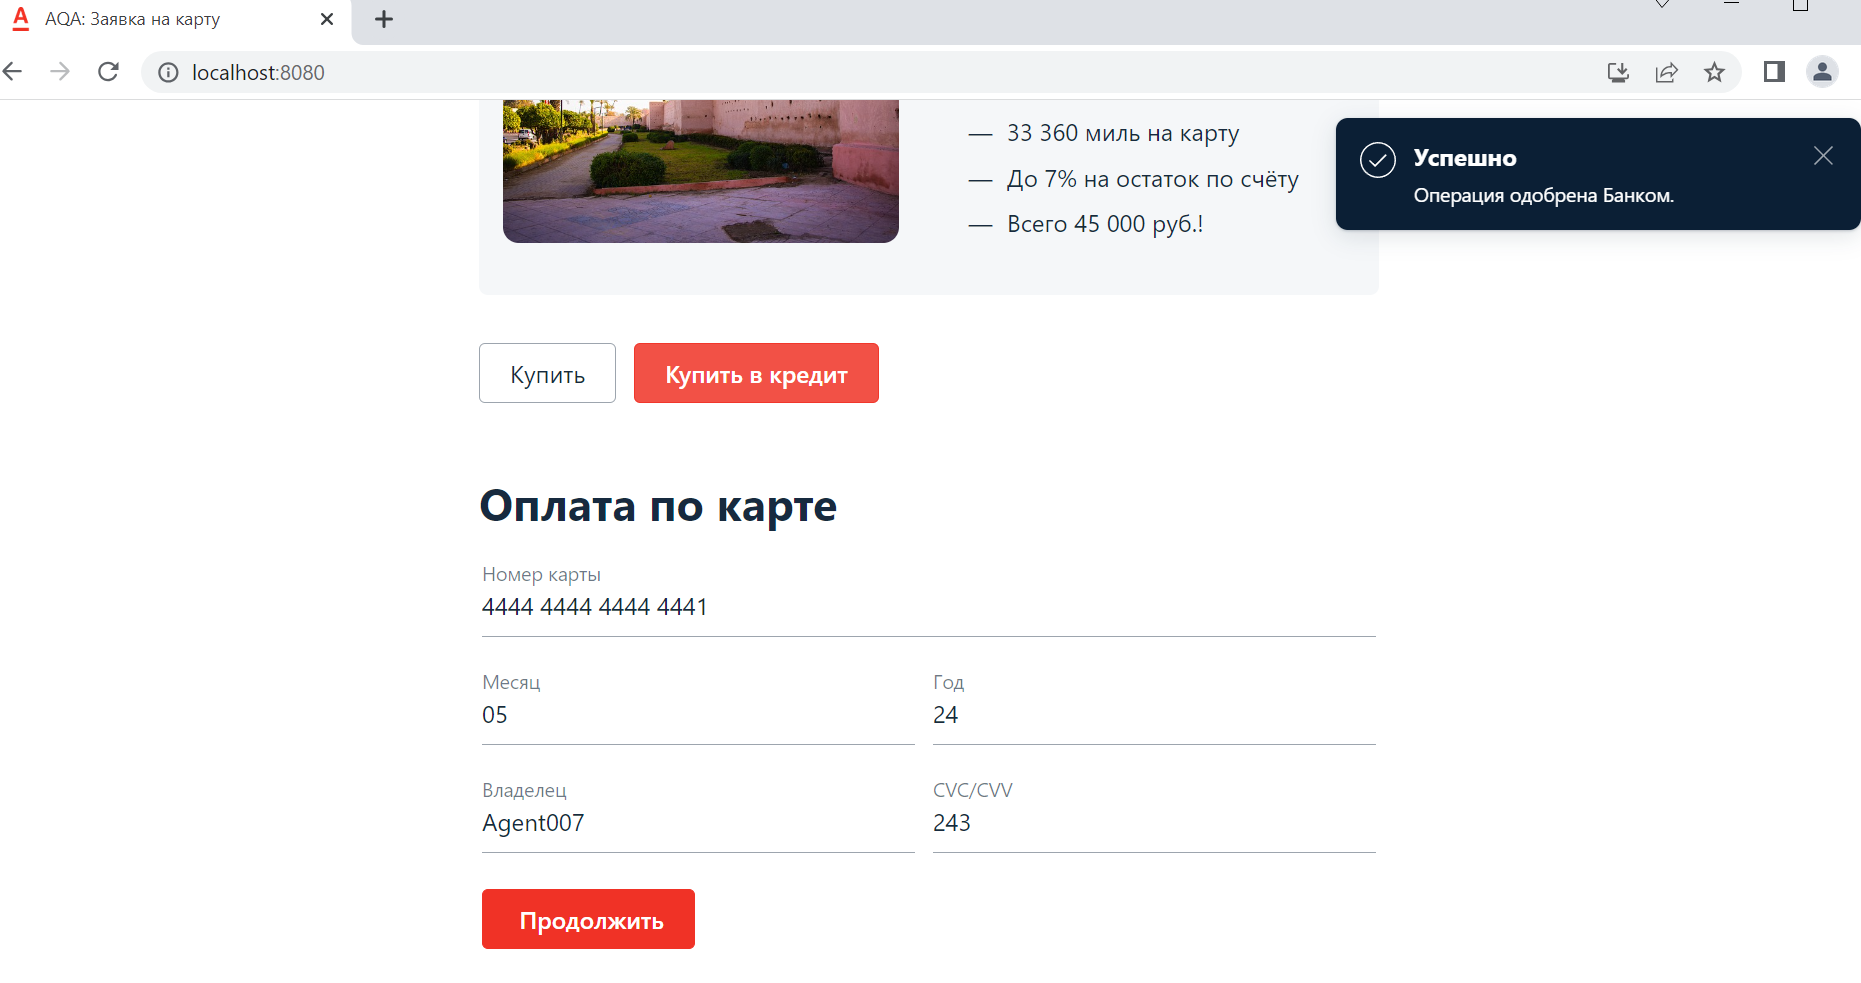 AQA: Заявка на карту
localhost:8080
— 33 360 миль на карту
— До 7% на остаток по счёту
— Всего 45 000 руб.!
Успешно
Операция одобрена Банком.
Купить
Купить в кредит
Оплата по карте
Номер карты
4444 4444 4444 4441
Месяц
05
Год
24
Владелец
Agent007
CVC/CVV
243
Продолжить